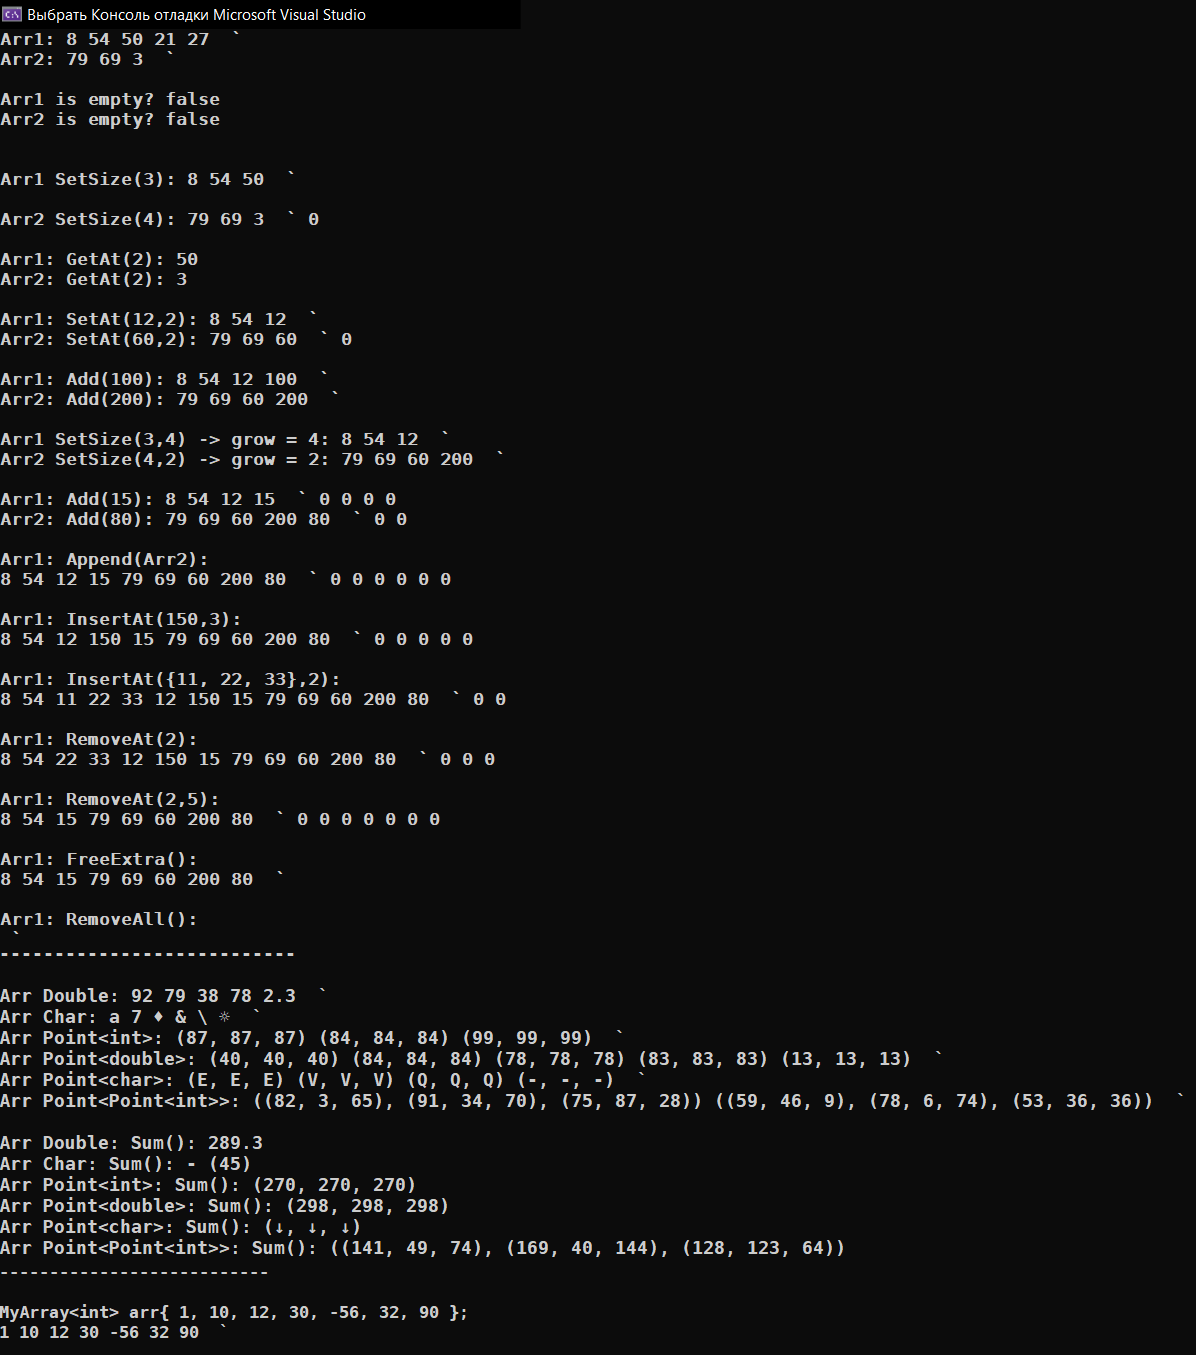 Выбрать Консоль отладки Microsoft Visual Studio
Arr1: 8 54 50 21 27  `
Arr2: 79 69 3  `
Arr1 is empty? false
Arr2 is empty? false
Arr1 SetSize(3): 8 54 50  `
Arr2 SetSize(4): 79 69 3  ` 0
Arr1: GetAt(2): 50
Arr2: GetAt(2): 3
Arr1: SetAt(12,2): 8 54 12  `
Arr2: SetAt(60,2): 79 69 60  ` 0
Arr1: Add(100): 8 54 12 100  `
Arr2: Add(200): 79 69 60 200  `
Arr1 SetSize(3,4) -> grow = 4: 8 54 12  `
Arr2 SetSize(4,2) -> grow = 2: 79 69 60 200  `
Arr1: Add(15): 8 54 12 15  ` 0 0 0 0
Arr2: Add(80): 79 69 60 200 80  ` 0 0
Arr1: Append(Arr2):
8 54 12 15 79 69 60 200 80  ` 0 0 0 0 0 0
Arr1: InsertAt(150,3):
8 54 12 150 15 79 69 60 200 80  ` 0 0 0 0 0
Arr1: InsertAt({11, 22, 33},2):
8 54 11 22 33 12 150 15 79 69 60 200 80  ` 0 0
Arr1: RemoveAt(2):
8 54 22 33 12 150 15 79 69 60 200 80  ` 0 0 0
Arr1: RemoveAt(2,5):
8 54 15 79 69 60 200 80  ` 0 0 0 0 0 0 0
Arr1: FreeExtra():
8 54 15 79 69 60 200 80  `
Arr1: RemoveAll():
`
---------------------------
Arr Double: 92 79 38 78 2.3  `
Arr Char: a 7 ♦ & \ ☼  `
Arr Point<int>: (87, 87, 87) (84, 84, 84) (99, 99, 99)  `
Arr Point<double>: (40, 40, 40) (84, 84, 84) (78, 78, 78) (83, 83, 83) (13, 13, 13)  `
Arr Point<char>: (E, E, E) (V, V, V) (Q, Q, Q) (-, -, -)  `
Arr Point<Point<int>>: ((82, 3, 65), (91, 34, 70), (75, 87, 28)) ((59, 46, 9), (78, 6, 74), (53, 36, 36))  `
Arr Double: Sum(): 289.3
Arr Char: Sum(): - (45)
Arr Point<int>: Sum(): (270, 270, 270)
Arr Point<double>: Sum(): (298, 298, 298)
Arr Point<char>: Sum(): (↓, ↓, ↓)
Arr Point<Point<int>>: Sum(): ((141, 49, 74), (169, 40, 144), (128, 123, 64))
---------------------------
MyArray<int> arr{ 1, 10, 12, 30, -56, 32, 90 };
1 10 12 30 -56 32 90  `